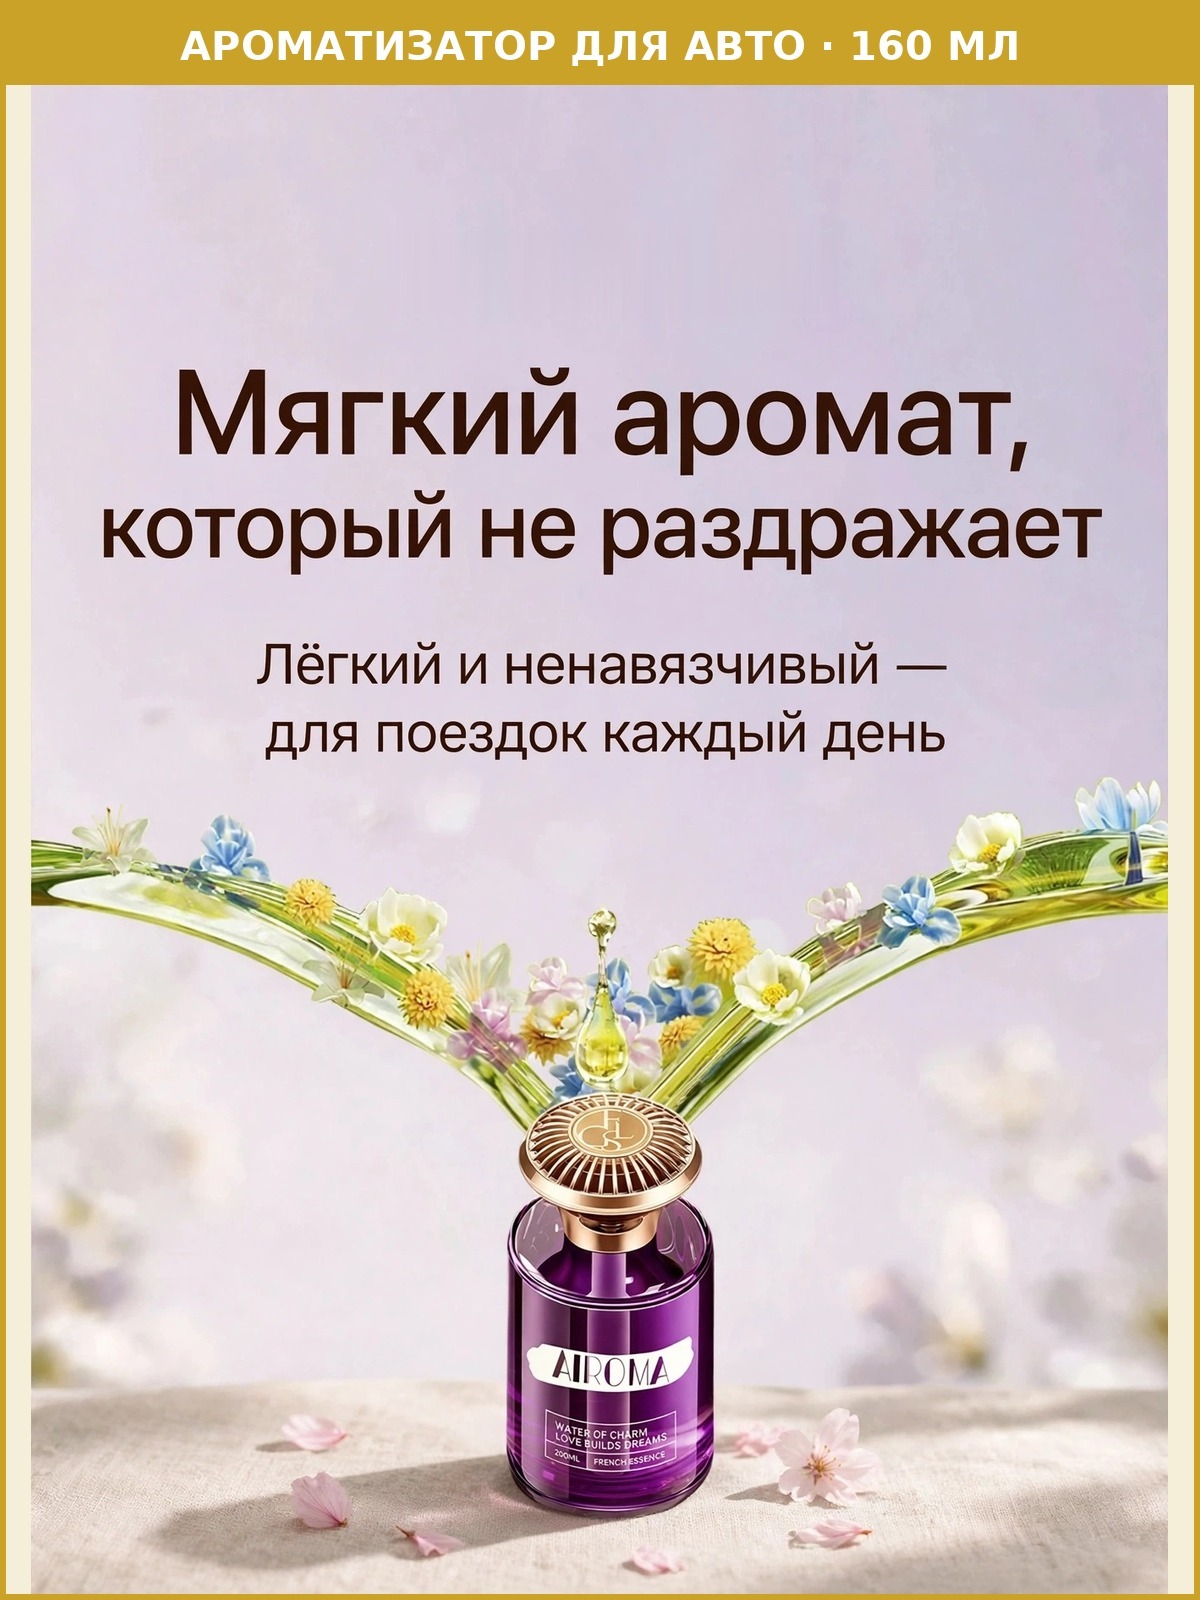 АРОМАТИЗАТОР ДЛЯ АВТО · 160 МЛ
Мягкий аромат,
который не раздражает
Лёгкий и ненавязчивый —
для поездок каждый день
AIROMA
WATER OF CHARM
LOVE BUILDS DREAMS
200ML FRENCH ESSENCE